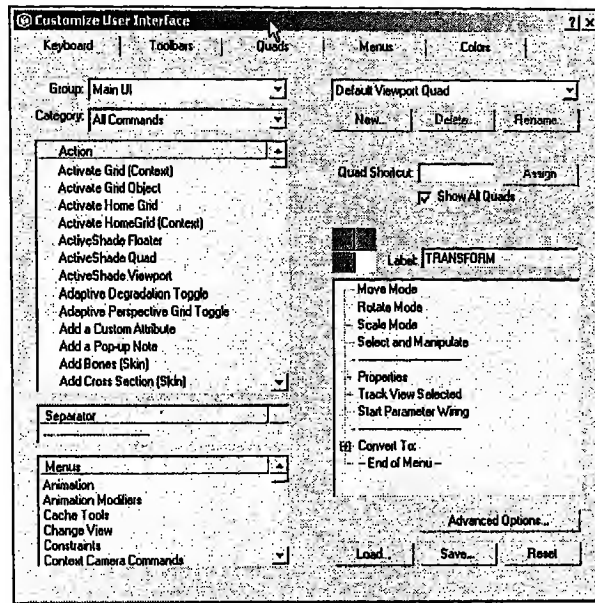 Customize User Interface
Keyboard Toolbars Quads Menus Colors
Group: Main UI
Category: All Commands
Action
Activate Grid (Context)
Activate Grid Object
Activate Home Grid
Activate HomeGrid (Context)
ActiveShade Floater
ActiveShade Quad
ActiveShade Viewport
Adaptive Degradation Toggle
Adaptive Perspective Grid Toggle
Add a Custom Attribute
Add a Pop-up Note
Add Bones (Skin)
Add Cross Section (Skin)
Separator
Menus
Animation
Animation Modifiers
Cache Tools
Change View
Constraints
Context Camera Commands
Default Viewport Quad
New... Delete... Rename...
Quad Shortcut: Assign
Show All Quads
Label: TRANSFORM
Move Mode
Rotate Mode
Scale Mode
Select and Manipulate
Properties
Track View Selected
Start Parameter Wiring
Convert To:
- End of Menu -
Advanced Options...
Load... Save... Reset